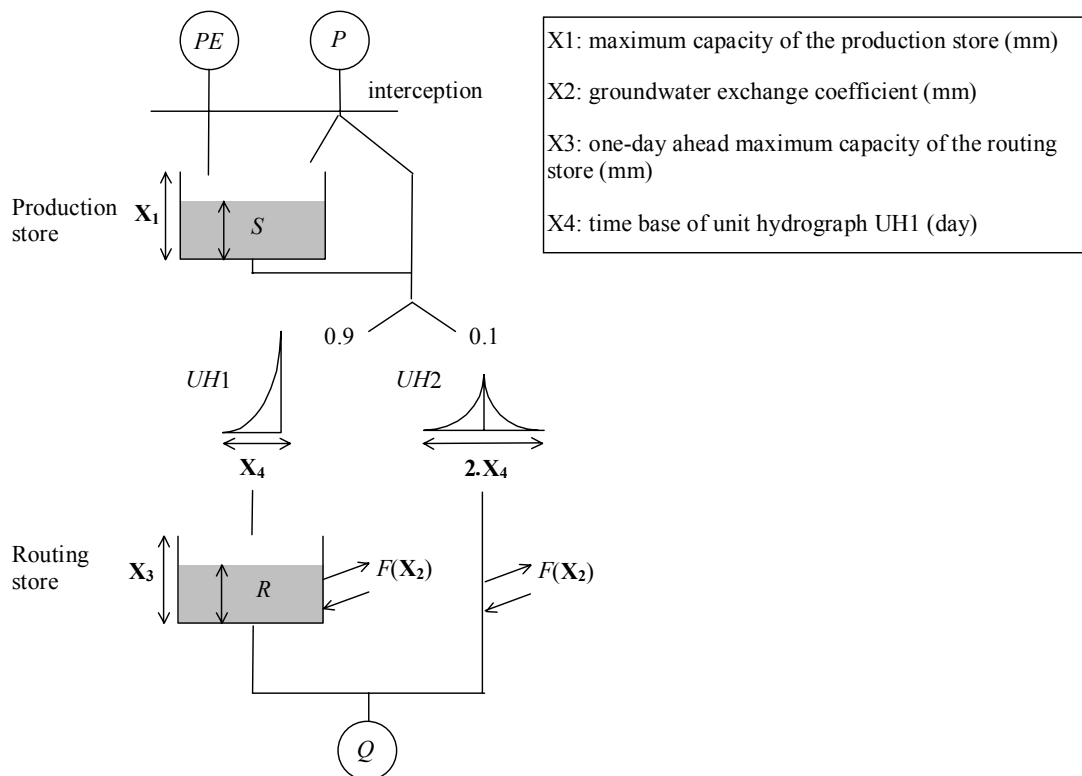 PE
P
interception
X1: maximum capacity of the production store (mm)
X2: groundwater exchange coefficient (mm)
X3: one-day ahead maximum capacity of the routing
store (mm)
X4: time base of unit hydrograph UH1 (day)
Production
store
X₁
S
0.9
0.1
UH1
UH2
X₄
2.X₄
Routing
store
X₃
R
F(X₂)
F(X₂)
Q